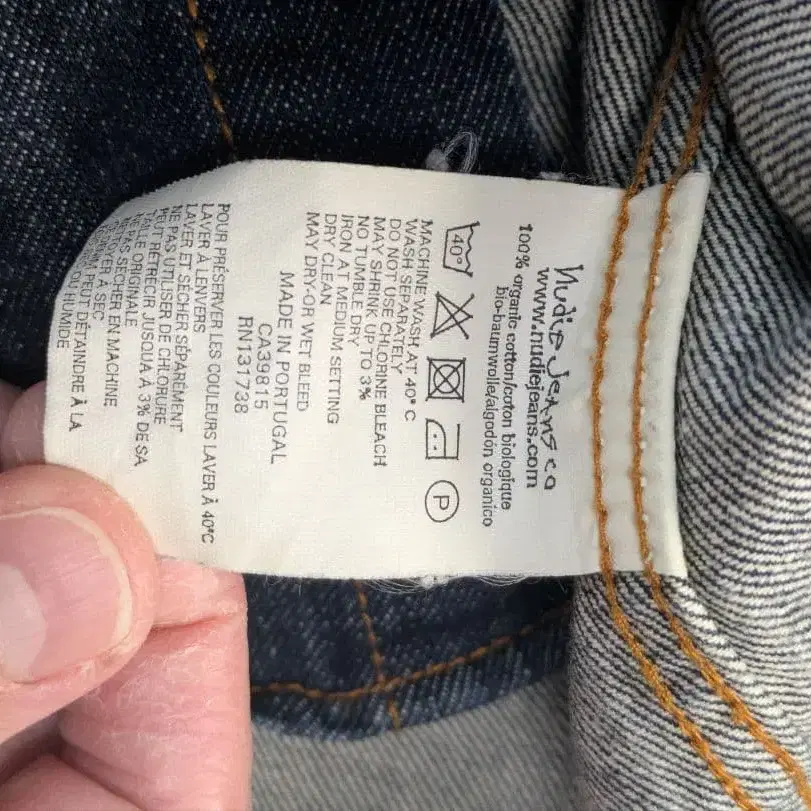 Nudie Jeans co
www.nudiejeans.com
100% organic cotton/coton biologique
bio-baumwolle/algodón organico
40°
P
MACHINE WASH AT 40° C
WASH SEPARATELY
DO NOT USE CHLORINE BLEACH
MAY SHRINK UP TO 3%
NO TUMBLE DRY
IRON AT MEDIUM SETTING
DRY CLEAN
MAY DRY-OR WET BLEED
MADE IN PORTUGAL
CA39815
RN131738
POUR PRÉSERVER LES COULEURS LAVER À 40°C
LAVER À L'ENVERS
LAVER ET SÉCHER SÉPARÉMENT
NE PAS UTILISER DE CHLORURE
PEUT RÉTRÉCIR JUSQU'A À 3% DE SA
TAILLE ORIGINALE
NE PAS SÉCHER EN MACHINE
À SEC
PEUT DÉTAINDRE À LA
OU HUMIDE